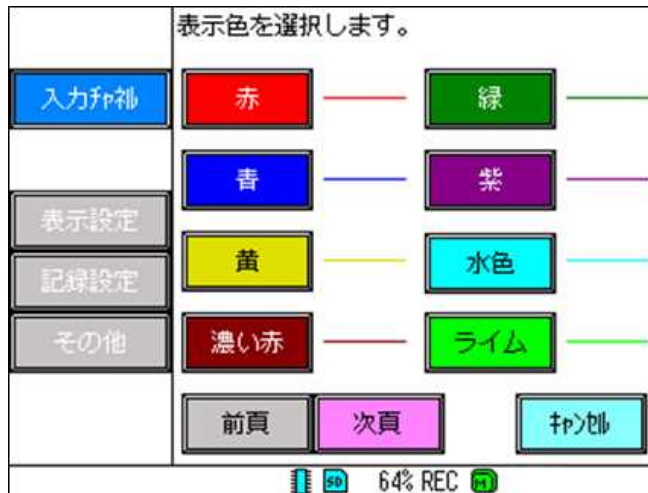 表示色を選択します。
入力ﾁｬﾈﾙ
赤
緑
青
紫
表示設定
黄
水色
記録設定
その他
濃い赤
ライム
前頁
次頁
ｷｬﾝｾﾙ
SD
64% REC
M